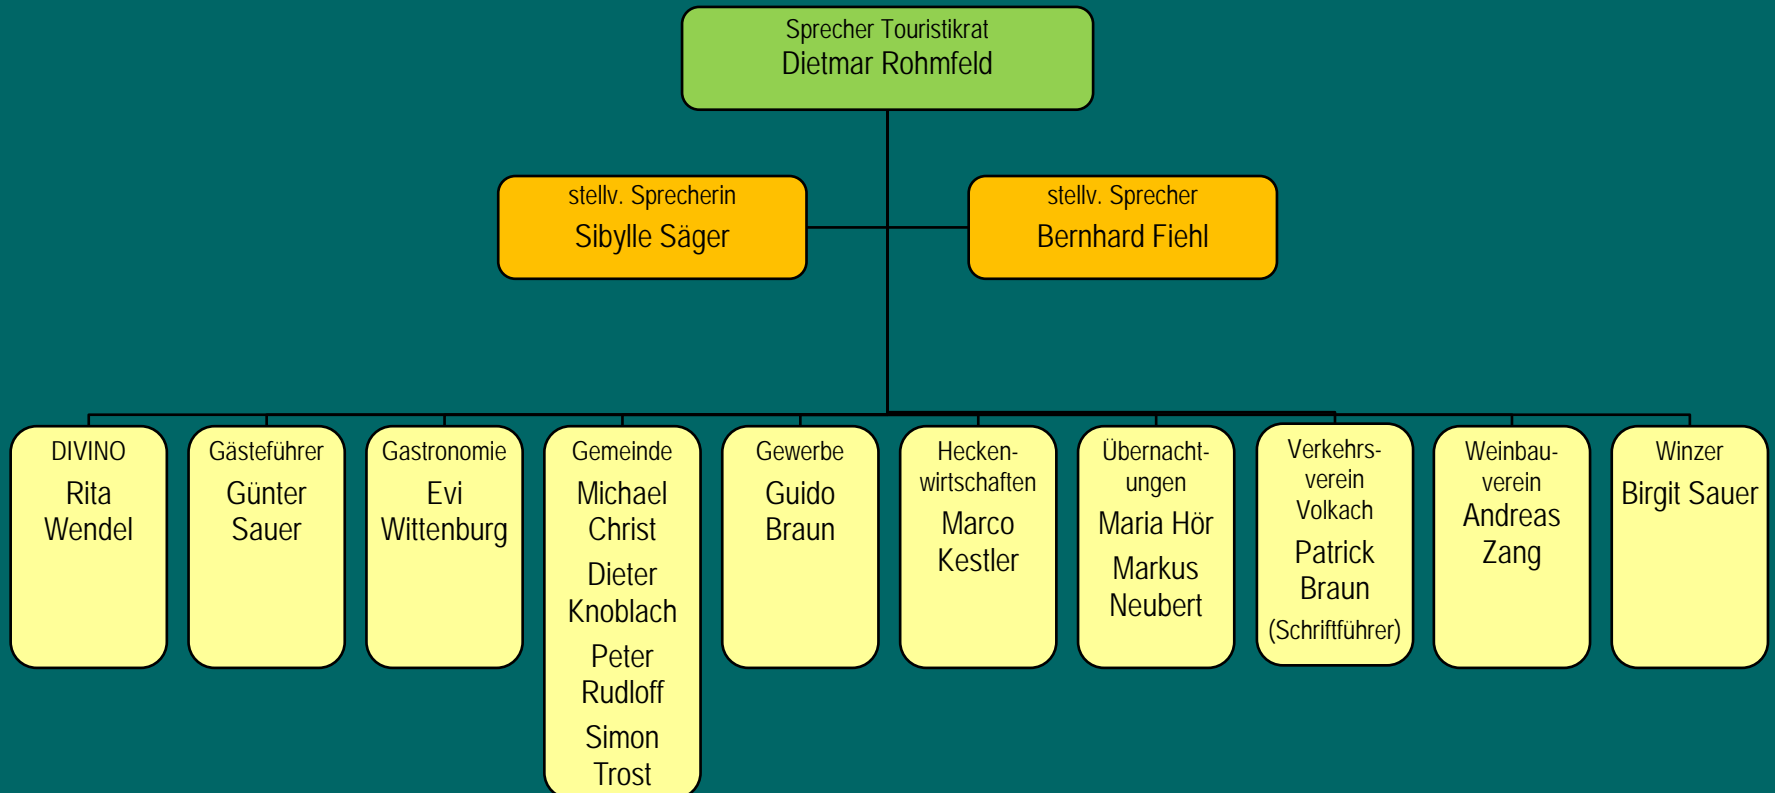 Sprecher Touristikrat
Dietmar Rohmfeld
stellv. Sprecherin
Sibylle Säger
stellv. Sprecher
Bernhard Fiehl
DIVINO
Rita
Wendel
Gästeführer
Günter
Sauer
Gastronomie
Evi
Wittenburg
Gemeinde
Michael
Christ
Dieter
Knoblach
Peter
Rudloff
Simon
Trost
Gewerbe
Guido
Braun
Hecken-
wirtschaften
Marco
Kestler
Übernacht-
ungen
Maria Hör
Markus
Neubert
Verkehrs-
verein
Volkach
Patrick
Braun
(Schriftführer)
Weinbau-
verein
Andreas
Zang
Winzer
Birgit Sauer